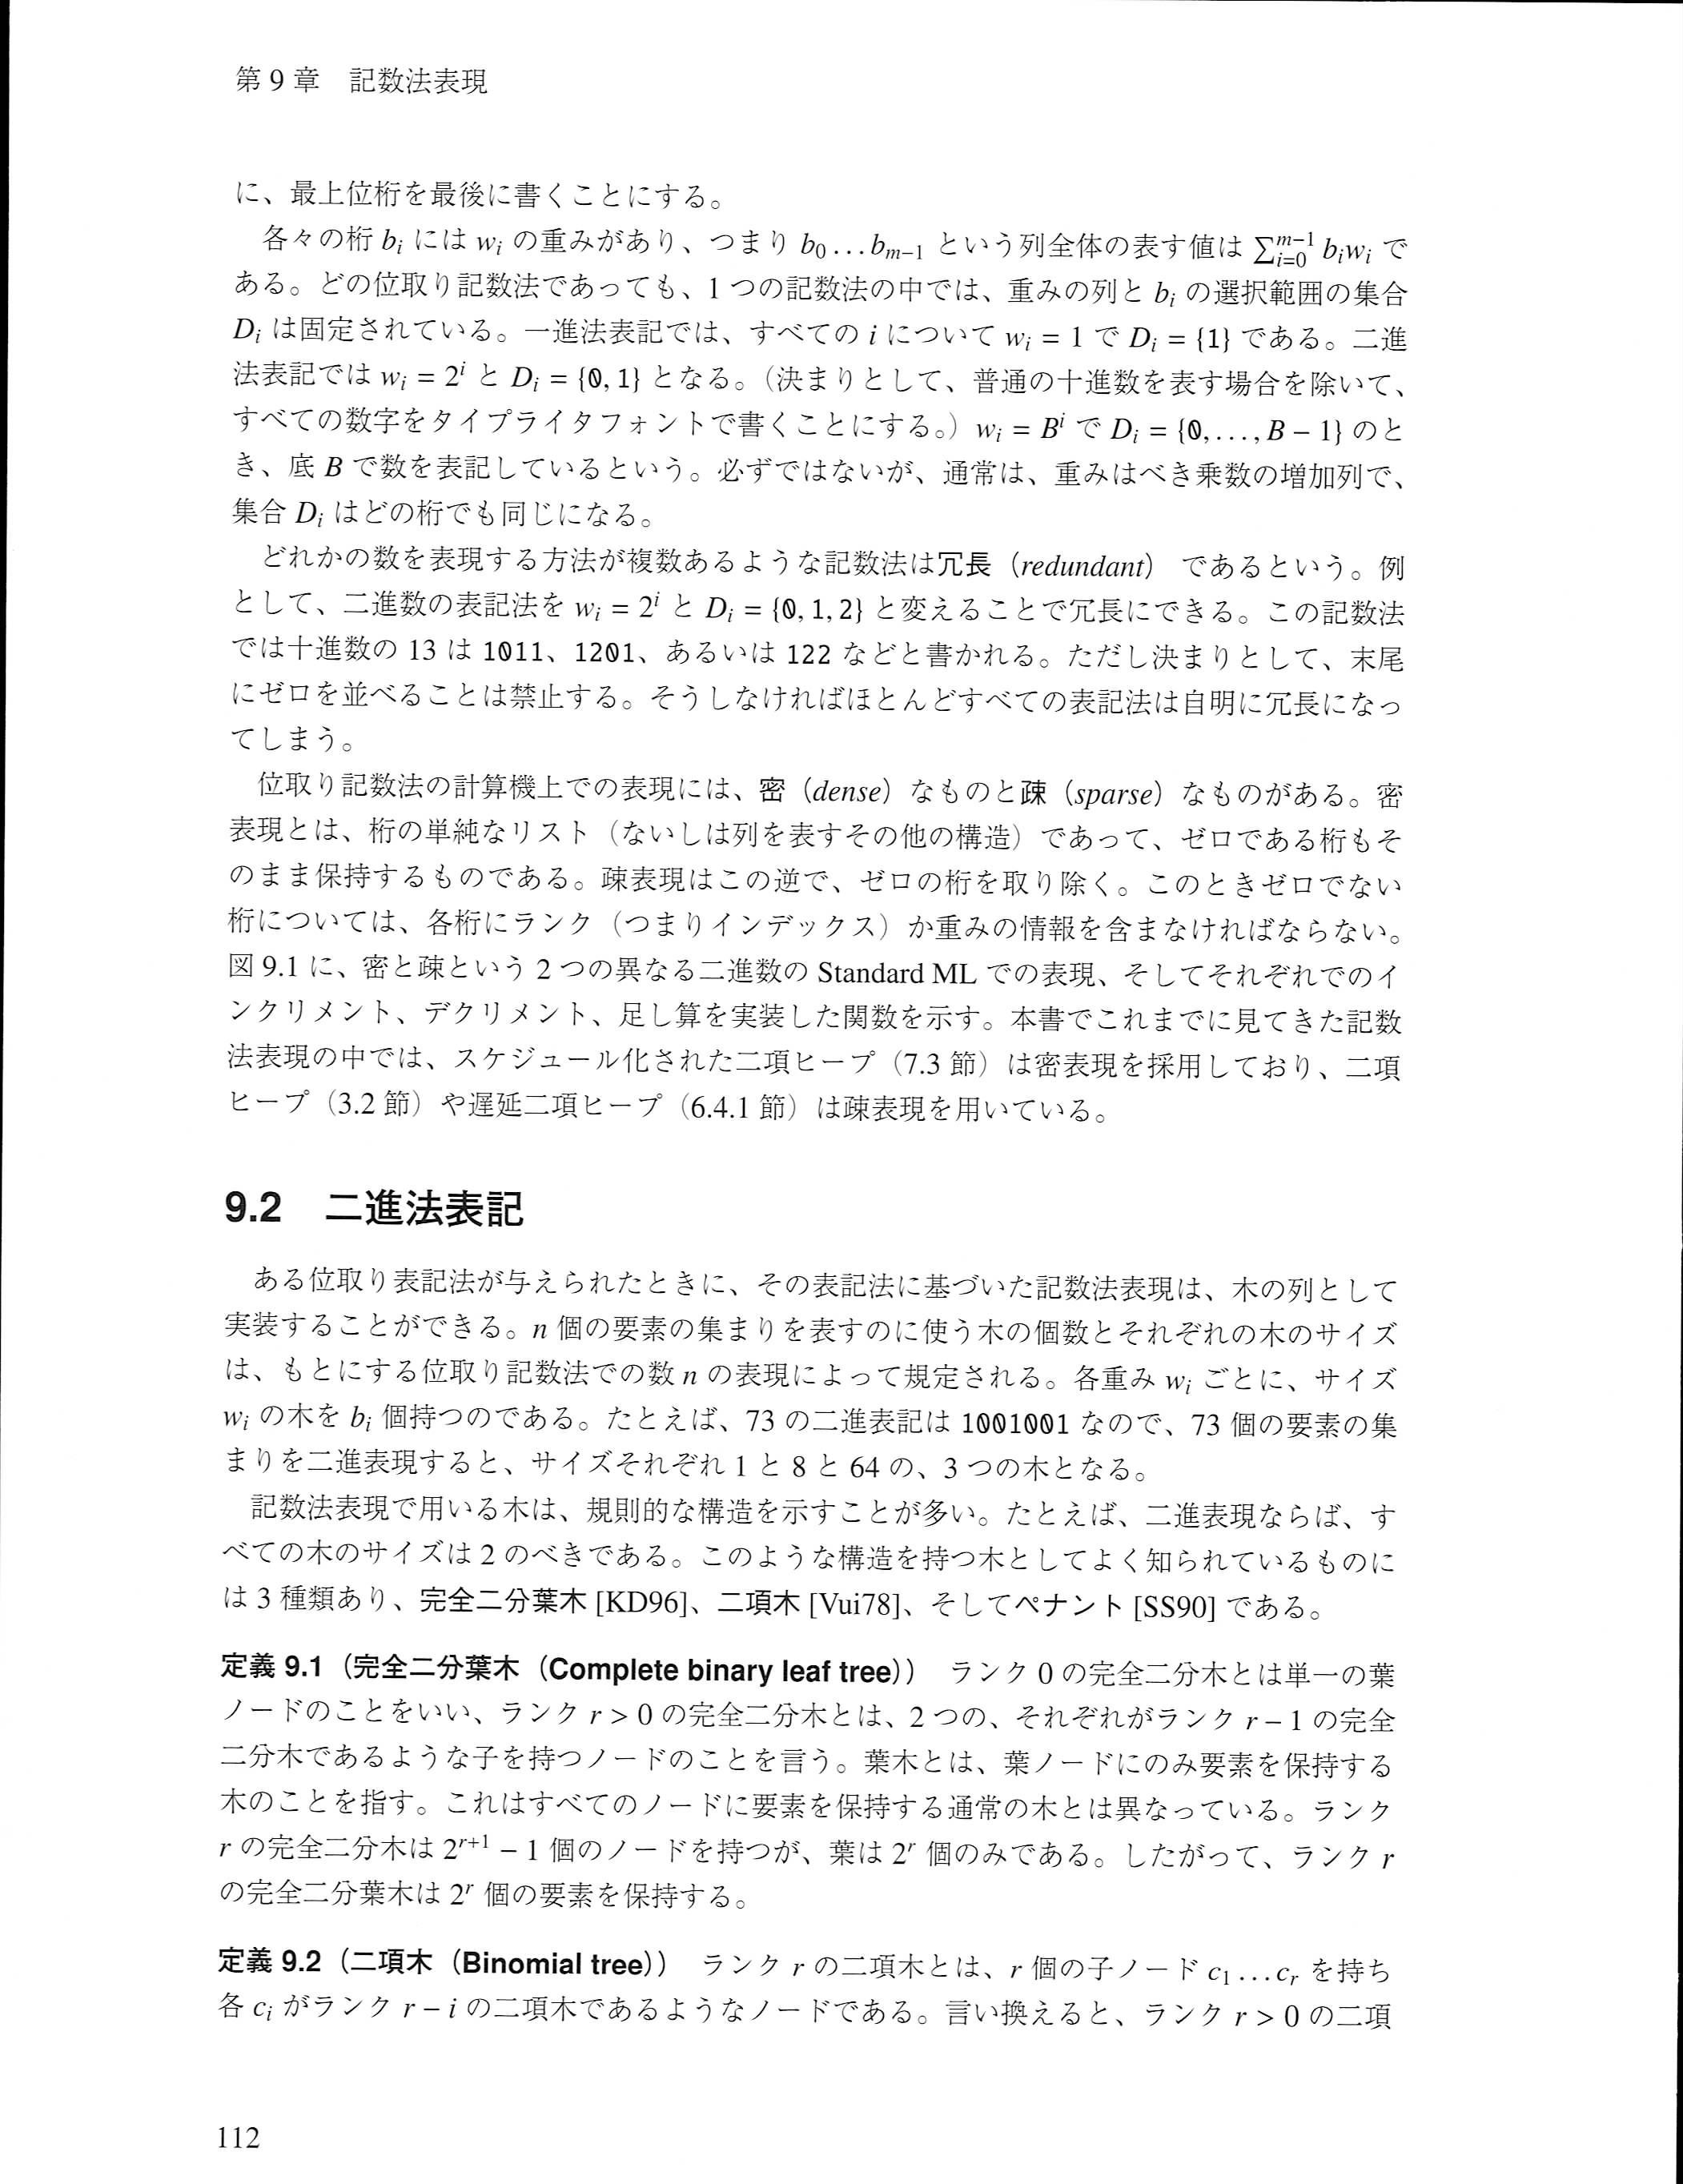 第 9 章　記数法表現
に、最上位桁を最後に書くことにする。
各々の桁 bᵢ には wᵢ の重みがあり、つまり b₀ … bₘ₋₁ という列全体の表す値は ∑ᵢ₌₀ᵐ⁻¹ bᵢwᵢ で
ある。どの位取り記数法であっても、1 つの記数法の中では、重みの列と bᵢ の選択範囲の集合
Dᵢ は固定されている。一進法表記では、すべての i について wᵢ = 1 で Dᵢ = {1} である。二進
法表記では wᵢ = 2ⁱ と Dᵢ = {0, 1} となる。（決まりとして、普通の十進数を表す場合を除いて、
すべての数字をタイプライタフォントで書くことにする。）wᵢ = Bⁱ で Dᵢ = {0, … , B − 1} のと
き、底 B で数を表記しているという。必ずではないが、通常は、重みはべき乗数の増加列で、
集合 Dᵢ はどの桁でも同じになる。
どれかの数を表現する方法が複数あるような記数法は冗長（redundant）であるという。例
として、二進数の表記法を wᵢ = 2ⁱ と Dᵢ = {0, 1, 2} と変えることで冗長にできる。この記数法
では十進数の 13 は 1011、1201、あるいは 122 などと書かれる。ただし決まりとして、末尾
にゼロを並べることは禁止する。そうしなければほとんどすべての表記法は自明に冗長になっ
てしまう。
位取り記数法の計算機上での表現には、密（dense）なものと疎（sparse）なものがある。密
表現とは、桁の単純なリスト（ないしは列を表すその他の構造）であって、ゼロである桁もそ
のまま保持するものである。疎表現はこの逆で、ゼロの桁を取り除く。このときゼロでない
桁については、各桁にランク（つまりインデックス）か重みの情報を含まなければならない。
図 9.1 に、密と疎という 2 つの異なる二進数の Standard ML での表現、そしてそれぞれでのイ
ンクリメント、デクリメント、足し算を実装した関数を示す。本書でこれまでに見てきた記数
法表現の中では、スケジュール化された二項ヒープ（7.3 節）は密表現を採用しており、二項
ヒープ（3.2 節）や遅延二項ヒープ（6.4.1 節）は疎表現を用いている。
9.2　二進法表記
ある位取り表記法が与えられたときに、その表記法に基づいた記数法表現は、木の列として
実装することができる。n 個の要素の集まりを表すのに使う木の個数とそれぞれの木のサイズ
は、もとにする位取り記数法での数 n の表現によって規定される。各重み wᵢ ごとに、サイズ
wᵢ の木を bᵢ 個持つのである。たとえば、73 の二進表記は 1001001 なので、73 個の要素の集
まりを二進表現すると、サイズそれぞれ 1 と 8 と 64 の、3 つの木となる。
記数法表現で用いる木は、規則的な構造を示すことが多い。たとえば、二進表現ならば、す
べての木のサイズは 2 のべきである。このような構造を持つ木としてよく知られているものに
は 3 種類あり、完全二分葉木 [KD96]、二項木 [Vui78]、そしてペナント [SS90] である。
定義 9.1（完全二分葉木（Complete binary leaf tree））　ランク 0 の完全二分木とは単一の葉
ノードのことをいい、ランク r > 0 の完全二分木とは、2 つの、それぞれがランク r − 1 の完全
二分木であるような子を持つノードのことを言う。葉木とは、葉ノードにのみ要素を保持する
木のことを指す。これはすべてのノードに要素を保持する通常の木とは異なっている。ランク
r の完全二分木は 2ʳ⁺¹ − 1 個のノードを持つが、葉は 2ʳ 個のみである。したがって、ランク r
の完全二分葉木は 2ʳ 個の要素を保持する。
定義 9.2（二項木（Binomial tree））　ランク r の二項木とは、r 個の子ノード c₁ … cᵣ を持ち
各 cᵢ がランク r − i の二項木であるようなノードである。言い換えると、ランク r > 0 の二項
112